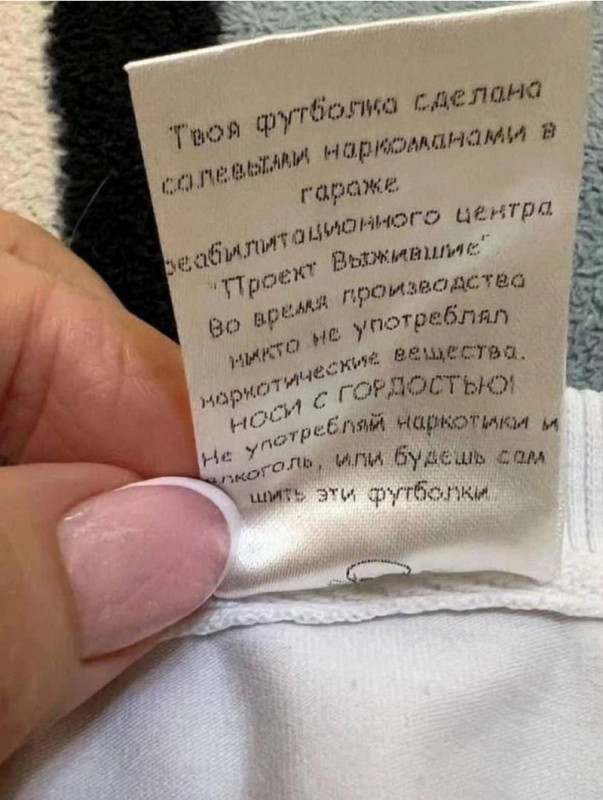 Твоя футболка сделана
солевыми наркоманами в
гараже
реабилитационного центра
"Проект Выжившие".
Во время производства
никто не употреблял
наркотические вещества.
НОСИ С ГОРДОСТЬЮ!
Не употребляй наркотики и
алкоголь, или будешь сам
шить эти футболки